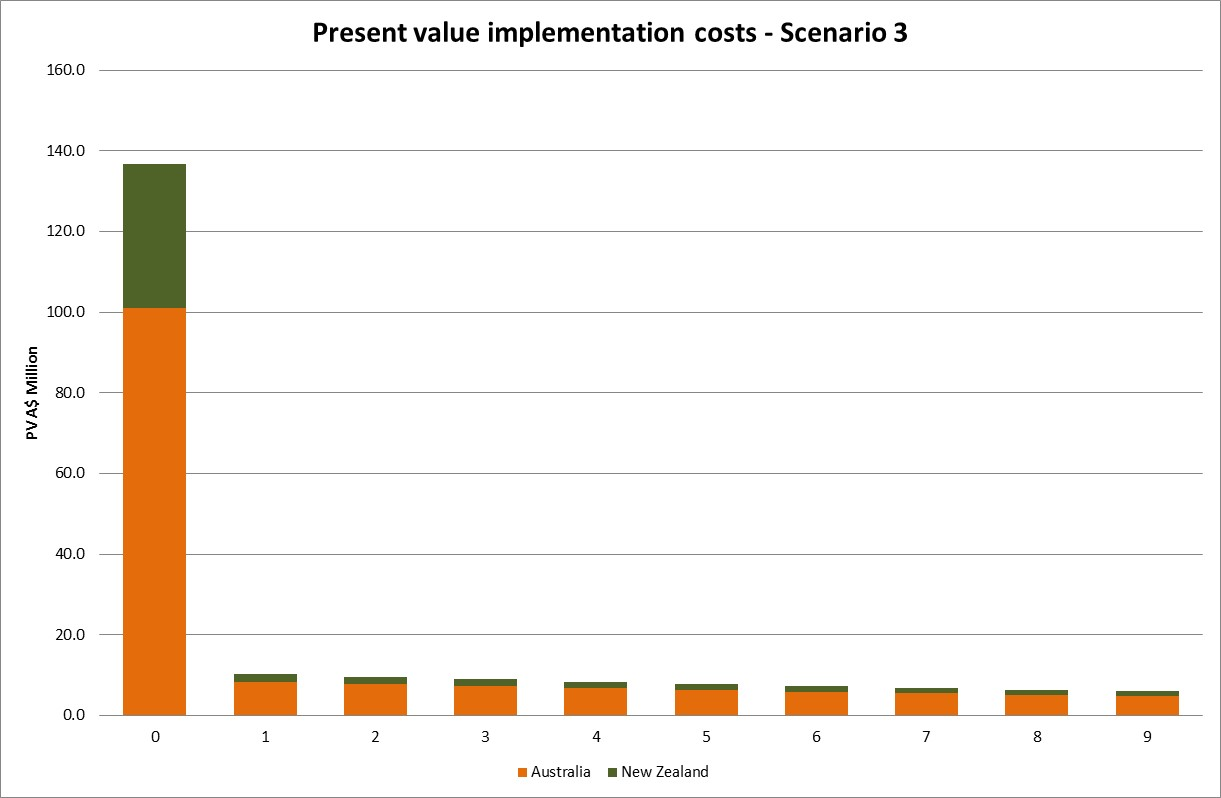 Present value implementation costs - Scenario 3
160.0
140.0
120.0
100.0
80.0
60.0
40.0
20.0
0.0
PV A$ Million
0 1 2 3 4 5 6 7 8 9
Australia New Zealand